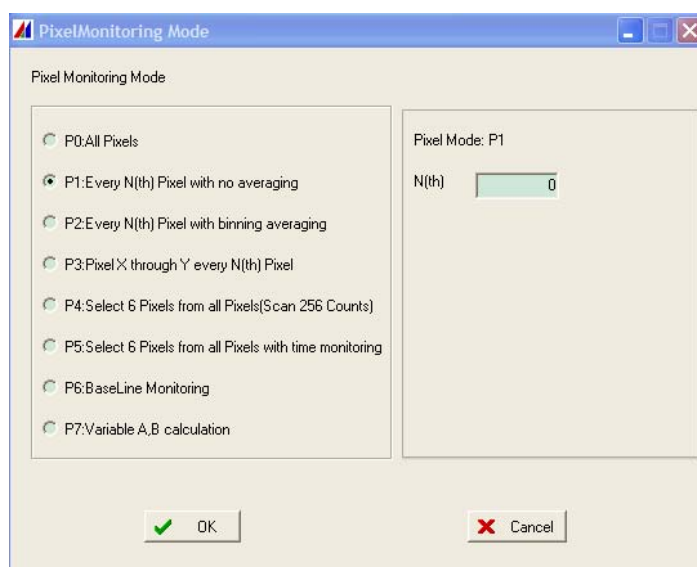 PixelMonitoring Mode
Pixel Monitoring Mode
P0:All Pixels
P1:Every N(th) Pixel with no averaging
P2:Every N(th) Pixel with binning averaging
P3:Pixel X through Y every N(th) Pixel
P4:Select 6 Pixels from all Pixels(Scan 256 Counts)
P5:Select 6 Pixels from all Pixels with time monitoring
P6:BaseLine Monitoring
P7:Variable A,B calculation
Pixel Mode: P1
N(th) 0
OK
Cancel